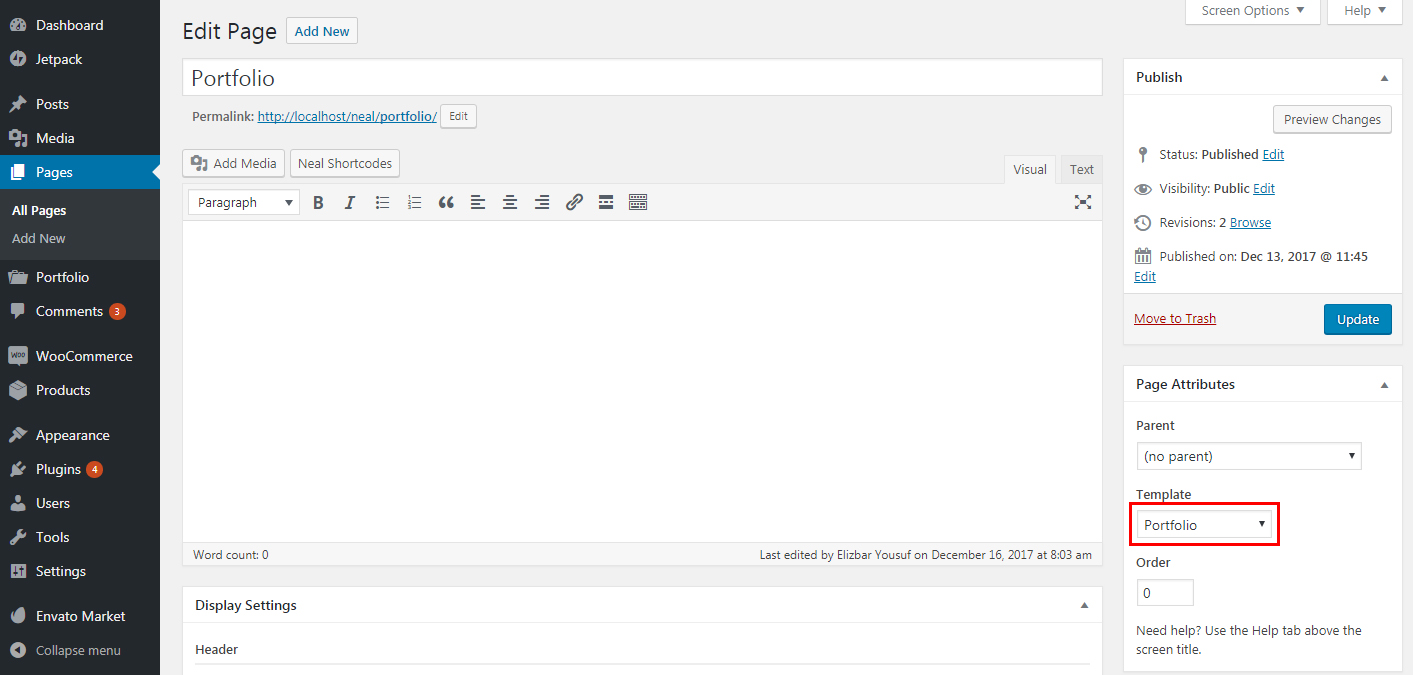 Dashboard
Jetpack
Posts
Media
Pages
All Pages
Add New
Portfolio
Comments 3
WOO WooCommerce
Products
Appearance
Plugins 4
Users
Tools
Settings
Envato Market
Collapse menu
Screen Options Help
Edit Page Add New
Portfolio
Permalink: http://localhost/neal/portfolio/ Edit
Add Media Neal Shortcodes
Visual Text
Paragraph B I
Word count: 0 Last edited by Elizbar Yousuf on December 16, 2017 at 8:03 am
Display Settings
Header
Publish
Preview Changes
Status: Published Edit
Visibility: Public Edit
Revisions: 2 Browse
Published on: Dec 13, 2017 @ 11:45
Edit
Move to Trash Update
Page Attributes
Parent
(no parent)
Template
Portfolio
Order
0
Need help? Use the Help tab above the
screen title.